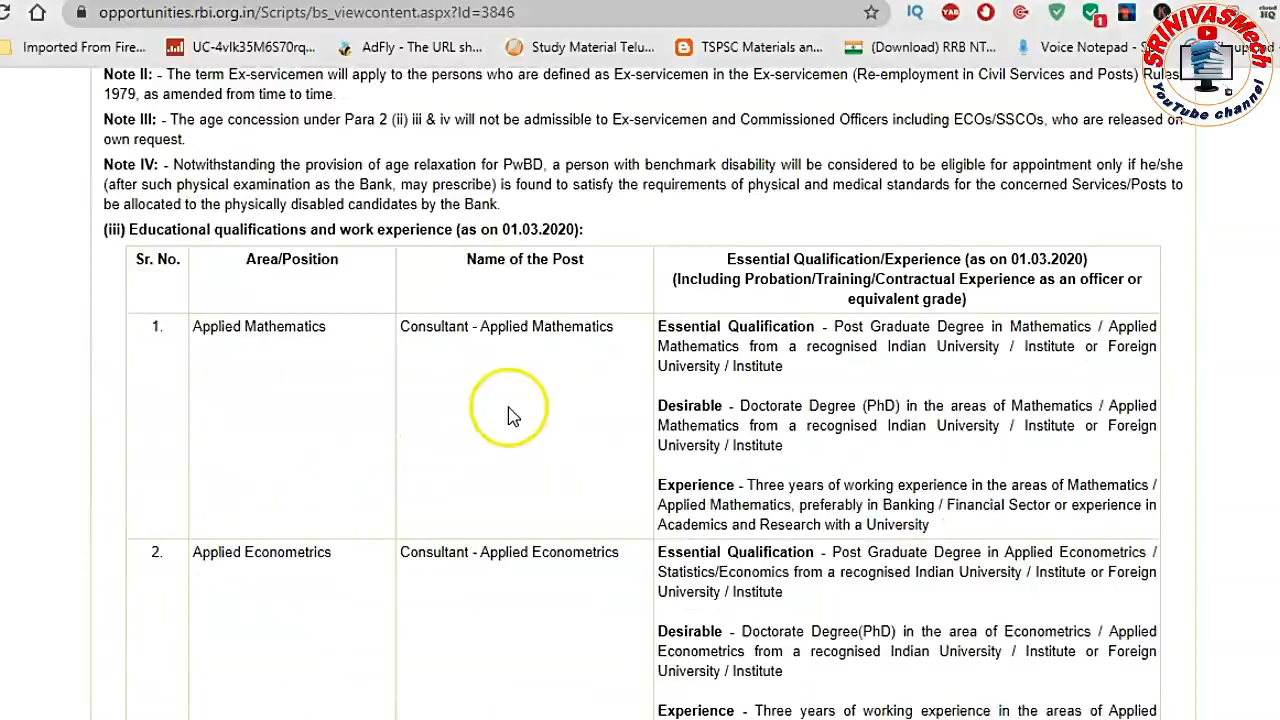 opportunities.rbi.org.in/Scripts/bs_viewcontent.aspx?Id=3846
Imported From Fire... UC-4vIk35M6S70rq... AdFly - The URL sh... Study Material Telu... TSPSC Materials an... (Download) RRB NT... Voice Notepad - Sp
SRINIVASMech
YouTube channel
Note II: - The term Ex-servicemen will apply to the persons who are defined as Ex-servicemen in the Ex-servicemen (Re-employment in Civil Services and Posts) Rules,
1979, as amended from time to time.
Note III: - The age concession under Para 2 (ii) iii & iv will not be admissible to Ex-servicemen and Commissioned Officers including ECOs/SSCOs, who are released on
own request.
Note IV: - Notwithstanding the provision of age relaxation for PwBD, a person with benchmark disability will be considered to be eligible for appointment only if he/she
(after such physical examination as the Bank, may prescribe) is found to satisfy the requirements of physical and medical standards for the concerned Services/Posts to
be allocated to the physically disabled candidates by the Bank.
(iii) Educational qualifications and work experience (as on 01.03.2020):
Sr. No. Area/Position Name of the Post Essential Qualification/Experience (as on 01.03.2020)
(Including Probation/Training/Contractual Experience as an officer or
equivalent grade)
1. Applied Mathematics Consultant - Applied Mathematics Essential Qualification - Post Graduate Degree in Mathematics / Applied
Mathematics from a recognised Indian University / Institute or Foreign
University / Institute
Desirable - Doctorate Degree (PhD) in the areas of Mathematics / Applied
Mathematics from a recognised Indian University / Institute or Foreign
University / Institute
Experience - Three years of working experience in the areas of Mathematics /
Applied Mathematics, preferably in Banking / Financial Sector or experience in
Academics and Research with a University
2. Applied Econometrics Consultant - Applied Econometrics Essential Qualification - Post Graduate Degree in Applied Econometrics /
Statistics/Economics from a recognised Indian University / Institute or Foreign
University / Institute
Desirable - Doctorate Degree(PhD) in the area of Econometrics / Applied
Econometrics from a recognised Indian University / Institute or Foreign
University / Institute
Experience - Three years of working experience in the areas of Applied